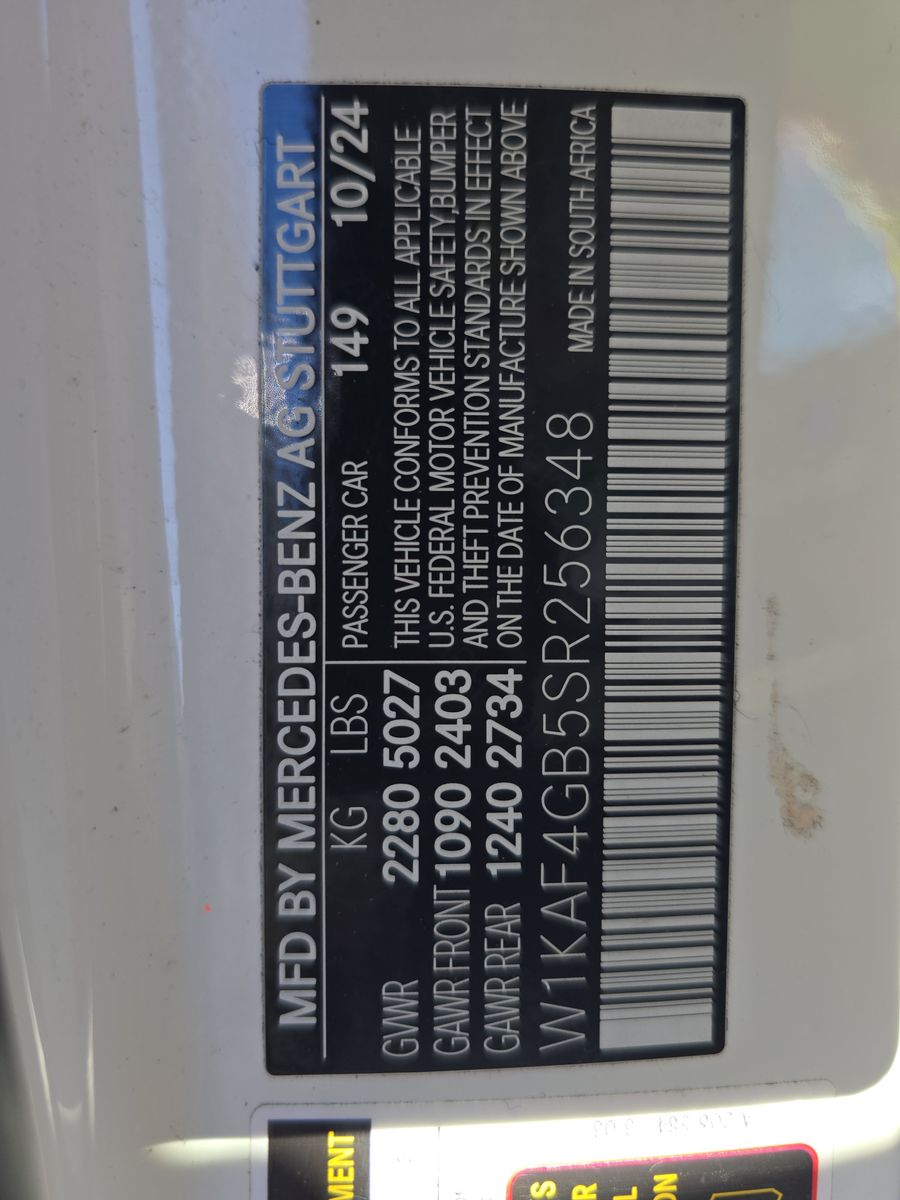 MFD BY MERCEDES-BENZ AG STUTTGART
KG LBS PASSENGER CAR 149 10/24
GVWR 2280 5027
GAWR FRONT 1090 2403
GAWR REAR 1240 2734
THIS VEHICLE CONFORMS TO ALL APPLICABLE
U.S. FEDERAL MOTOR VEHICLE SAFETY,BUMPER
AND THEFT PREVENTION STANDARDS IN EFFECT
ON THE DATE OF MANUFACTURE SHOWN ABOVE
W1KAF4GB5SR256348 MADE IN SOUTH AFRICA